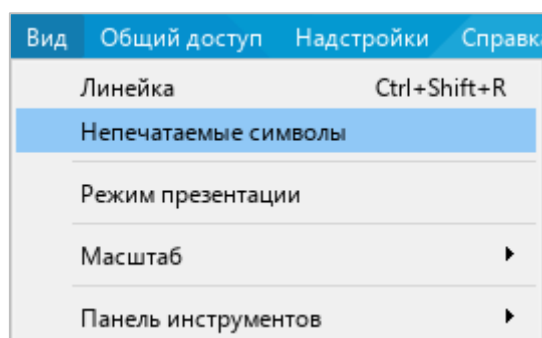 Вид Общий доступ Надстройки Справк
Линейка Ctrl+Shift+R
Непечатаемые символы
Режим презентации
Масштаб
Панель инструментов